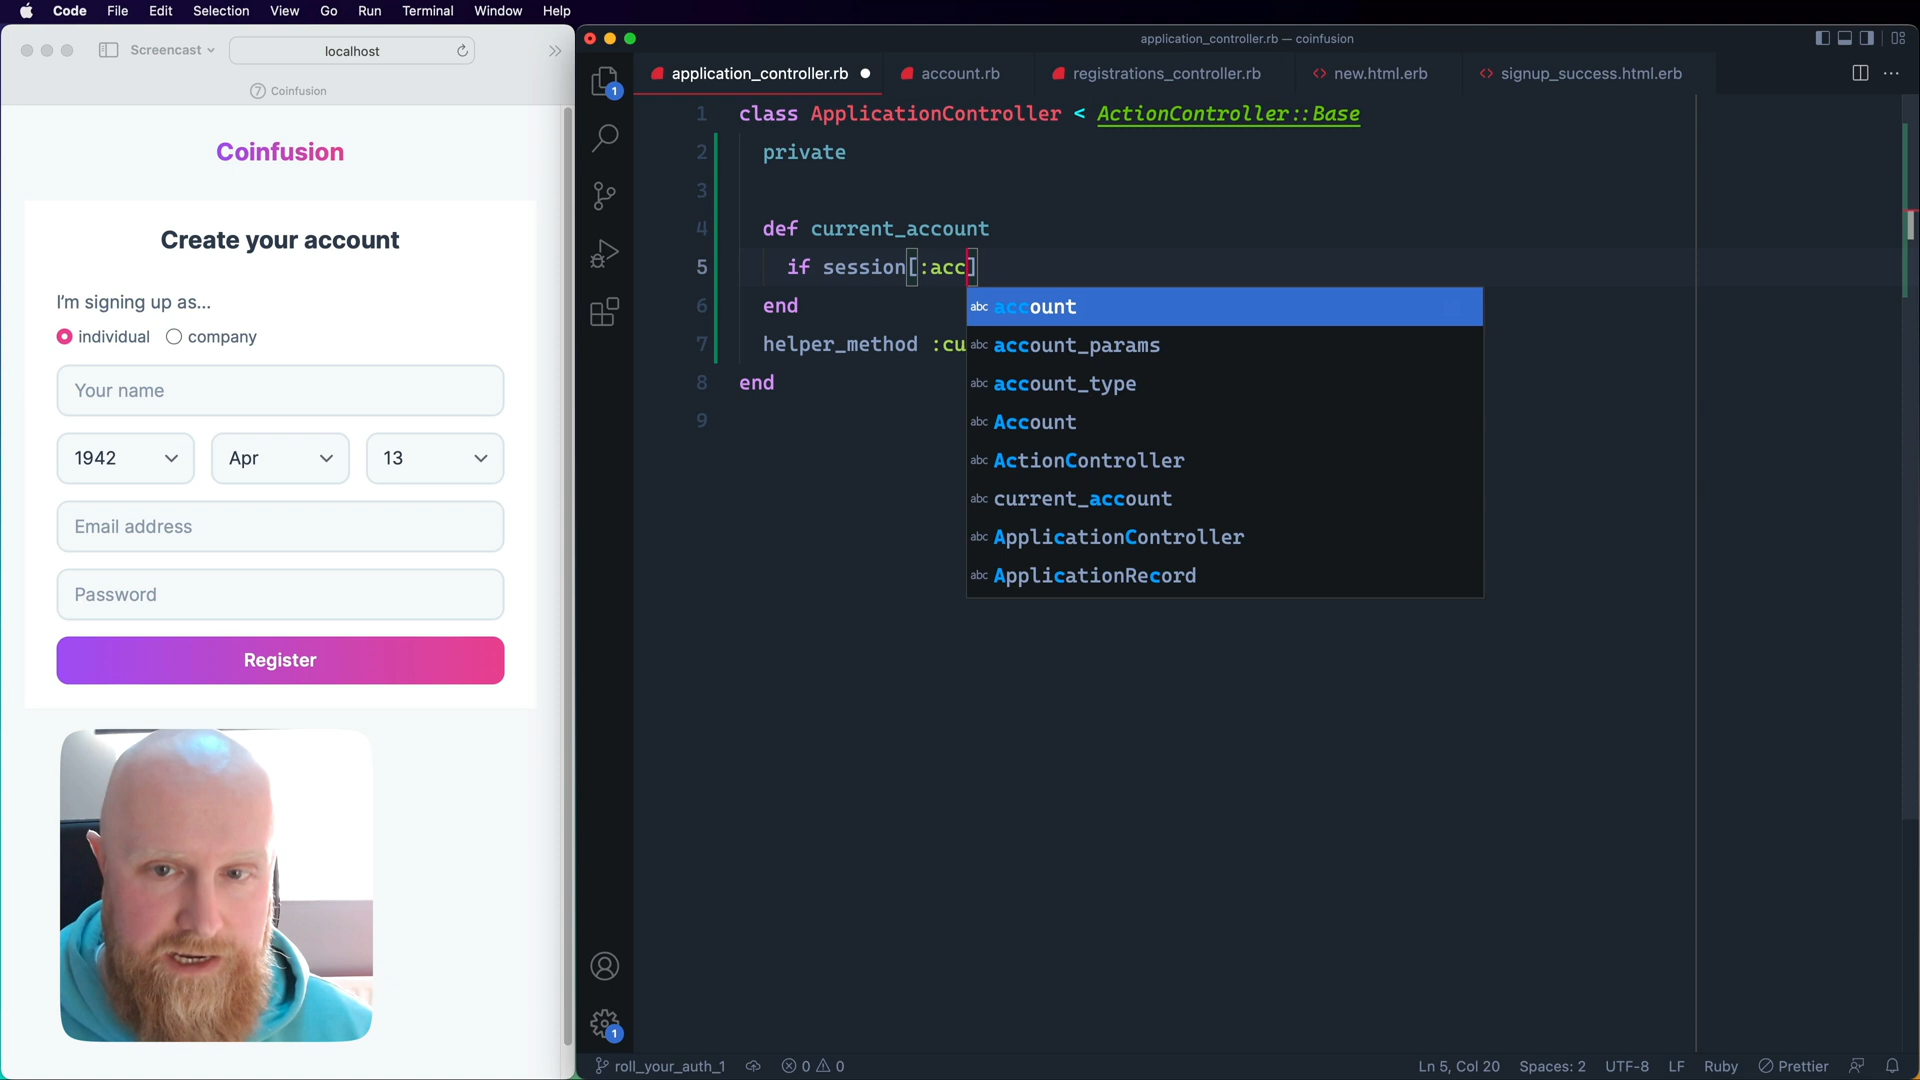 Code File Edit Selection View Go Run Terminal Window Help
Screencast
localhost
7 Coinfusion
Coinfusion
Create your account
I'm signing up as...
individual company
Your name
1942 Apr 13
Email address
Password
Register
application_controller.rb — coinfusion
application_controller.rb account.rb registrations_controller.rb new.html.erb signup_success.html.erb
1 class ApplicationController < ActionController::Base
2 private
3
4 def current_account
5 if session[:acc]
6 end
7 helper_method :cu
8 end
9
abc account
abc account_params
abc account_type
abc Account
abc ActionController
abc current_account
abc ApplicationController
abc ApplicationRecord
1
1
roll_your_auth_1 0 0 Ln 5, Col 20 Spaces: 2 UTF-8 LF Ruby Prettier